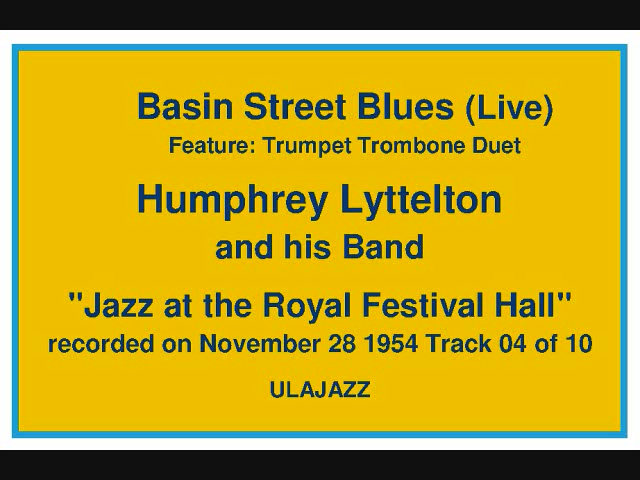 Basin Street Blues (Live)
Feature: Trumpet Trombone Duet
Humphrey Lyttelton
and his Band
"Jazz at the Royal Festival Hall"
recorded on November 28 1954 Track 04 of 10
ULAJAZZ